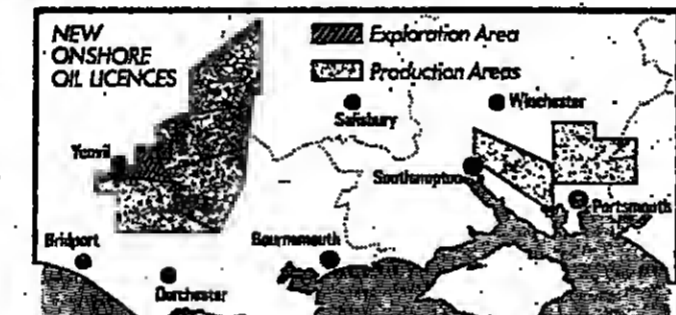 NEW
ONSHORE
OIL LICENCES
Exploration Area
Production Areas
Winchester
Salisbury
Yeovil
Southampton
Portsmouth
Bridport
Bournemouth
Dorchester